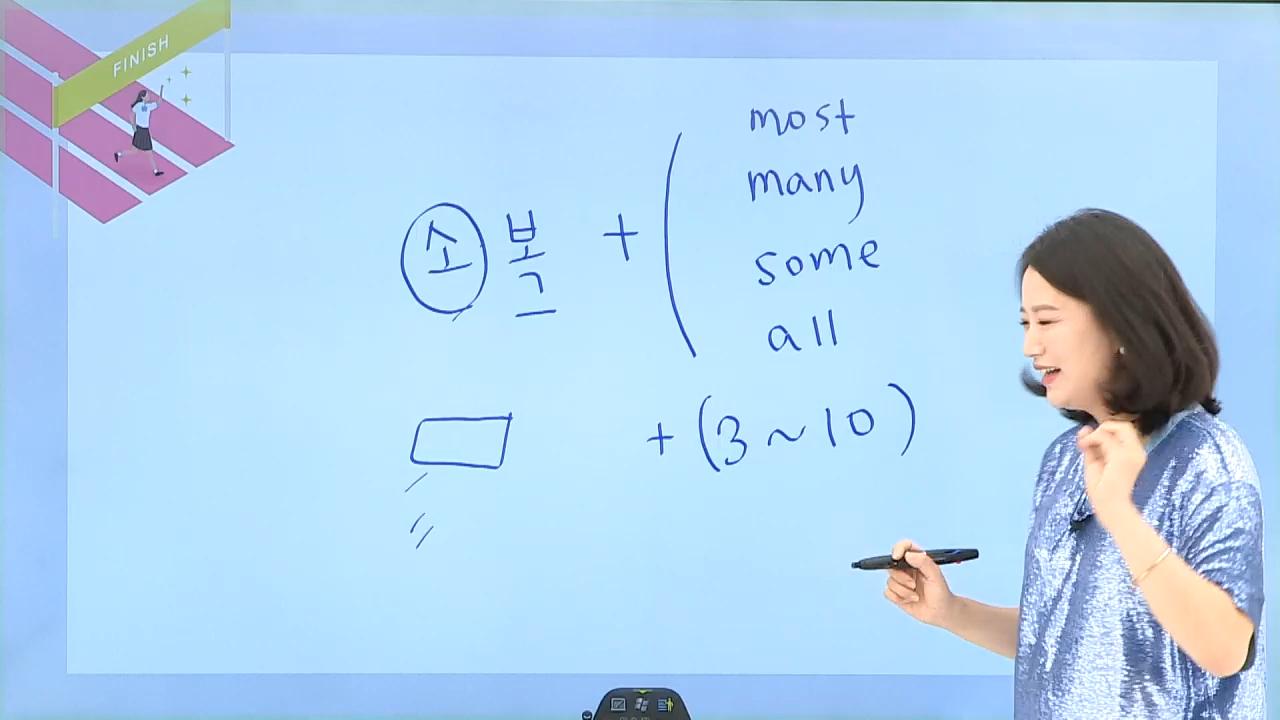 FINISH
most
many
소복 + (
some
all
+ (3~10)